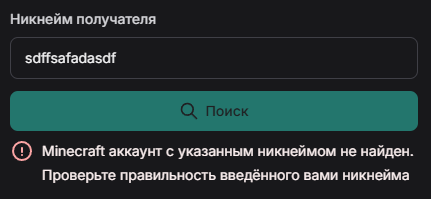 Никнейм получателя
sdffsafadasdf
Поиск
Minecraft аккаунт с указанным никнеймом не найден.
Проверьте правильность введённого вами никнейма